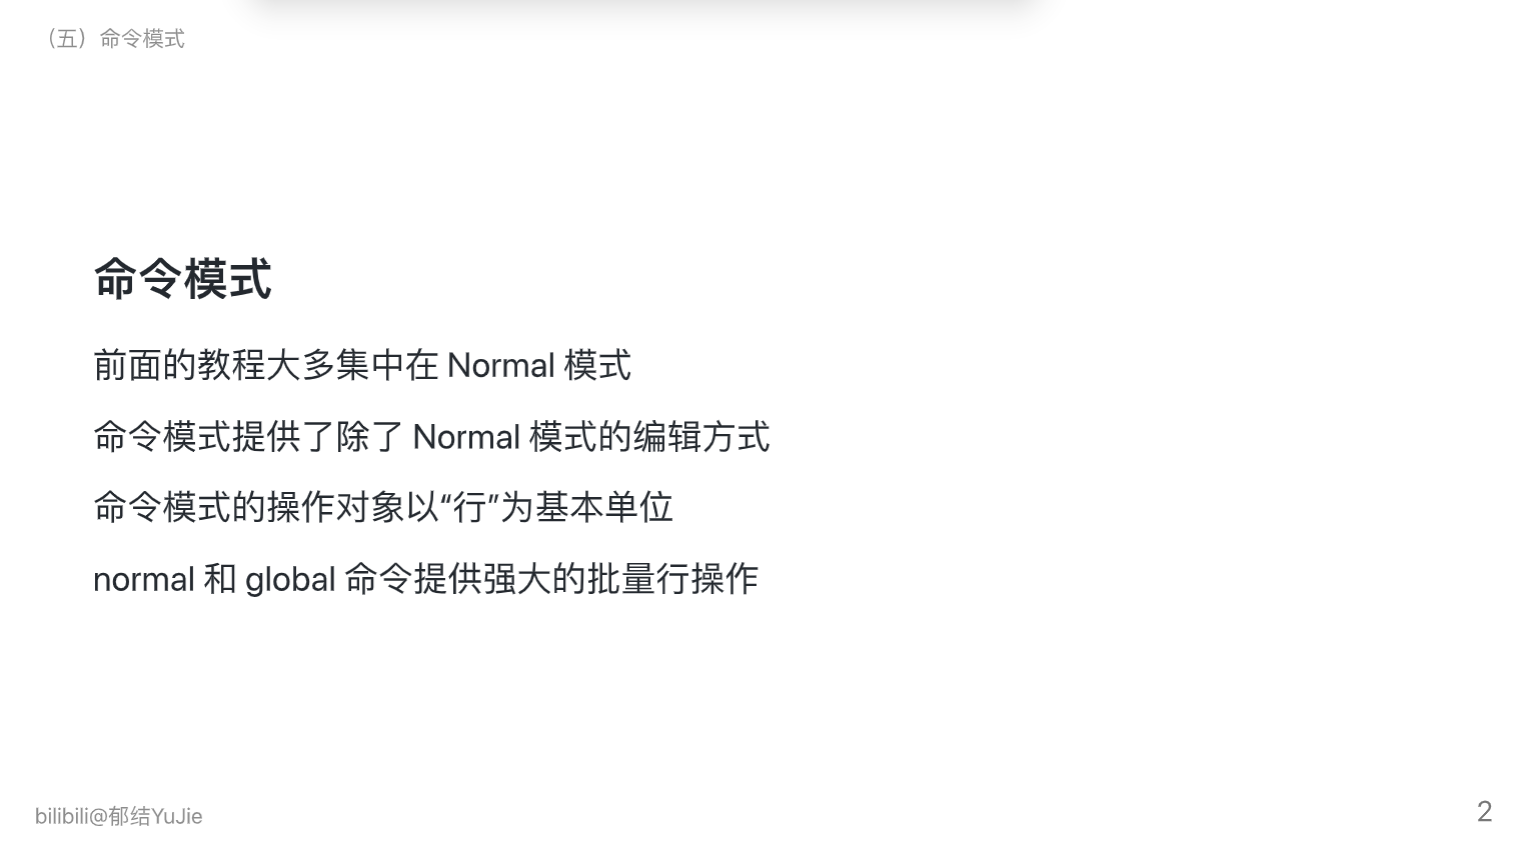 （五）命令模式
命令模式
前面的教程大多集中在 Normal 模式
命令模式提供了除了 Normal 模式的编辑方式
命令模式的操作对象以“行”为基本单位
normal 和 global 命令提供强大的批量行操作
bilibili@郁结YuJie
2